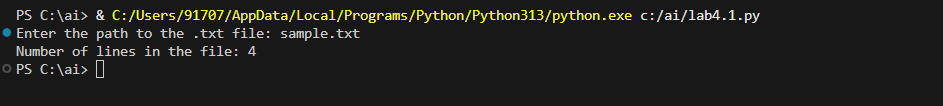 PS C:\ai> & C:/Users/91707/AppData/Local/Programs/Python/Python313/python.exe c:/ai/lab4.1.py
Enter the path to the .txt file: sample.txt
Number of lines in the file: 4
PS C:\ai>